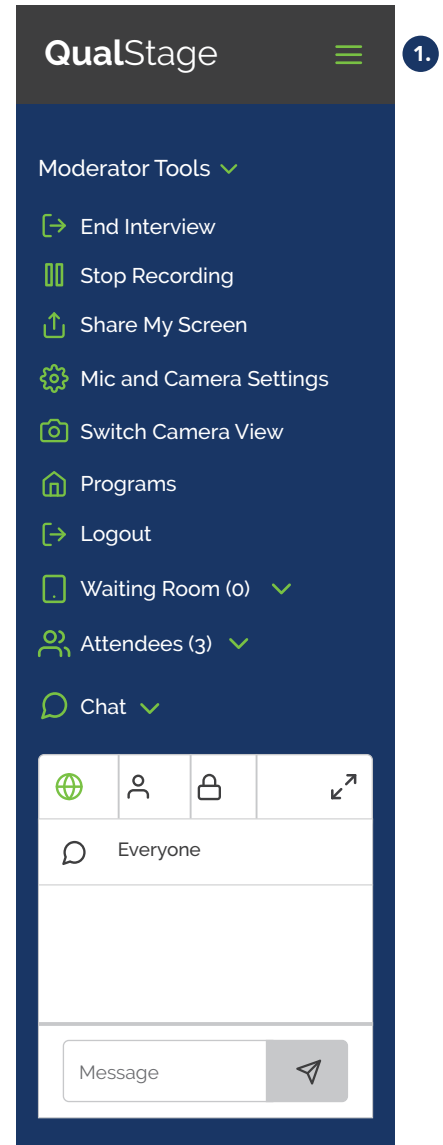 QualStage
1.
Moderator Tools
End Interview
Stop Recording
Share My Screen
Mic and Camera Settings
Switch Camera View
Programs
Logout
Waiting Room (0)
Attendees (3)
Chat
Everyone
Message